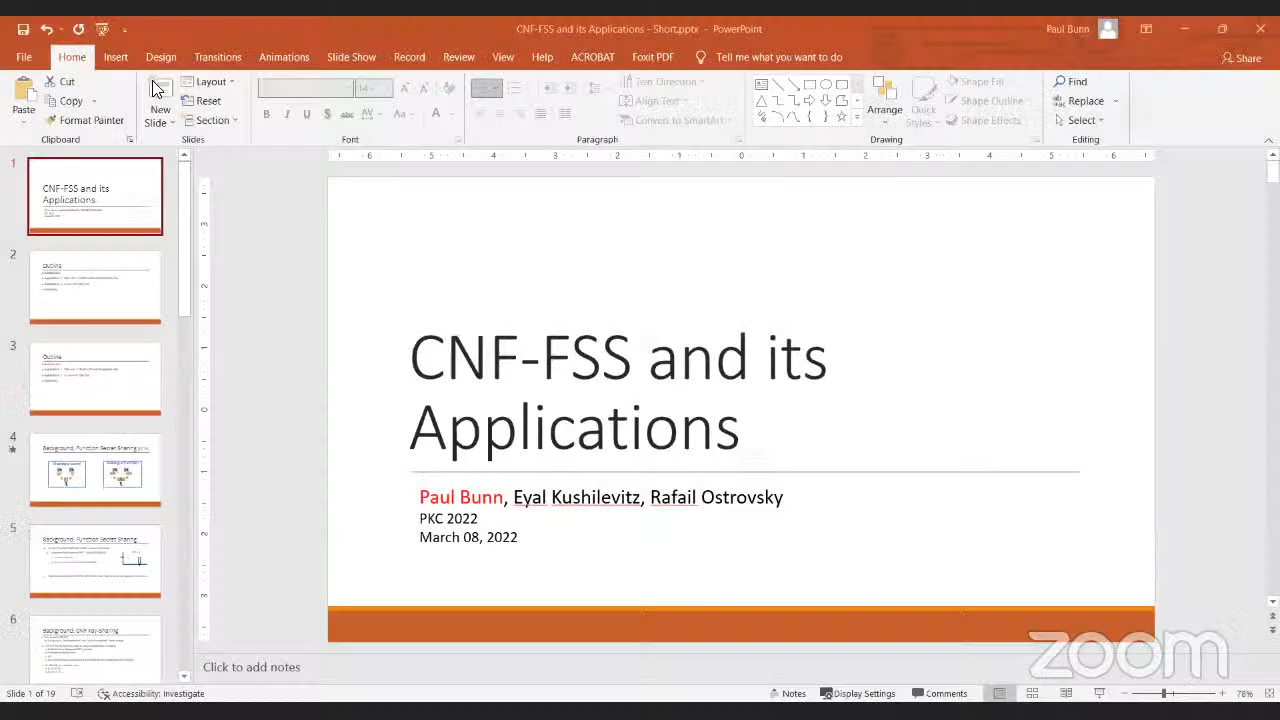 CNF-FSS and its Applications - Short.pptx - PowerPoint
Paul Bunn
File Home Insert Design Transitions Animations Slide Show Record Review View Help ACROBAT Foxit PDF Tell me what you want to do
Share
Paste
Cut
Copy
Format Painter
Clipboard
New
Slide
Layout
Reset
Section
Slides
Font
Text Direction
Align Text
Convert to SmartArt
Paragraph
Arrange
Quick
Styles
Shape Fill
Shape Outline
Shape Effects
Drawing
Find
Replace
Select
Editing
1
CNF-FSS and its
Applications
2
Outline
3
Outline
4
Background: Function Secret Sharing
5
Background: Function Secret Sharing
6
Background: CNF Key-Sharing
CNF-FSS and its
Applications
Paul Bunn, Eyal Kushilevitz, Rafail Ostrovsky
PKC 2022
March 08, 2022
zoom
Click to add notes
Slide 1 of 19
Accessibility: Investigate
Notes
Display Settings
Comments
78%